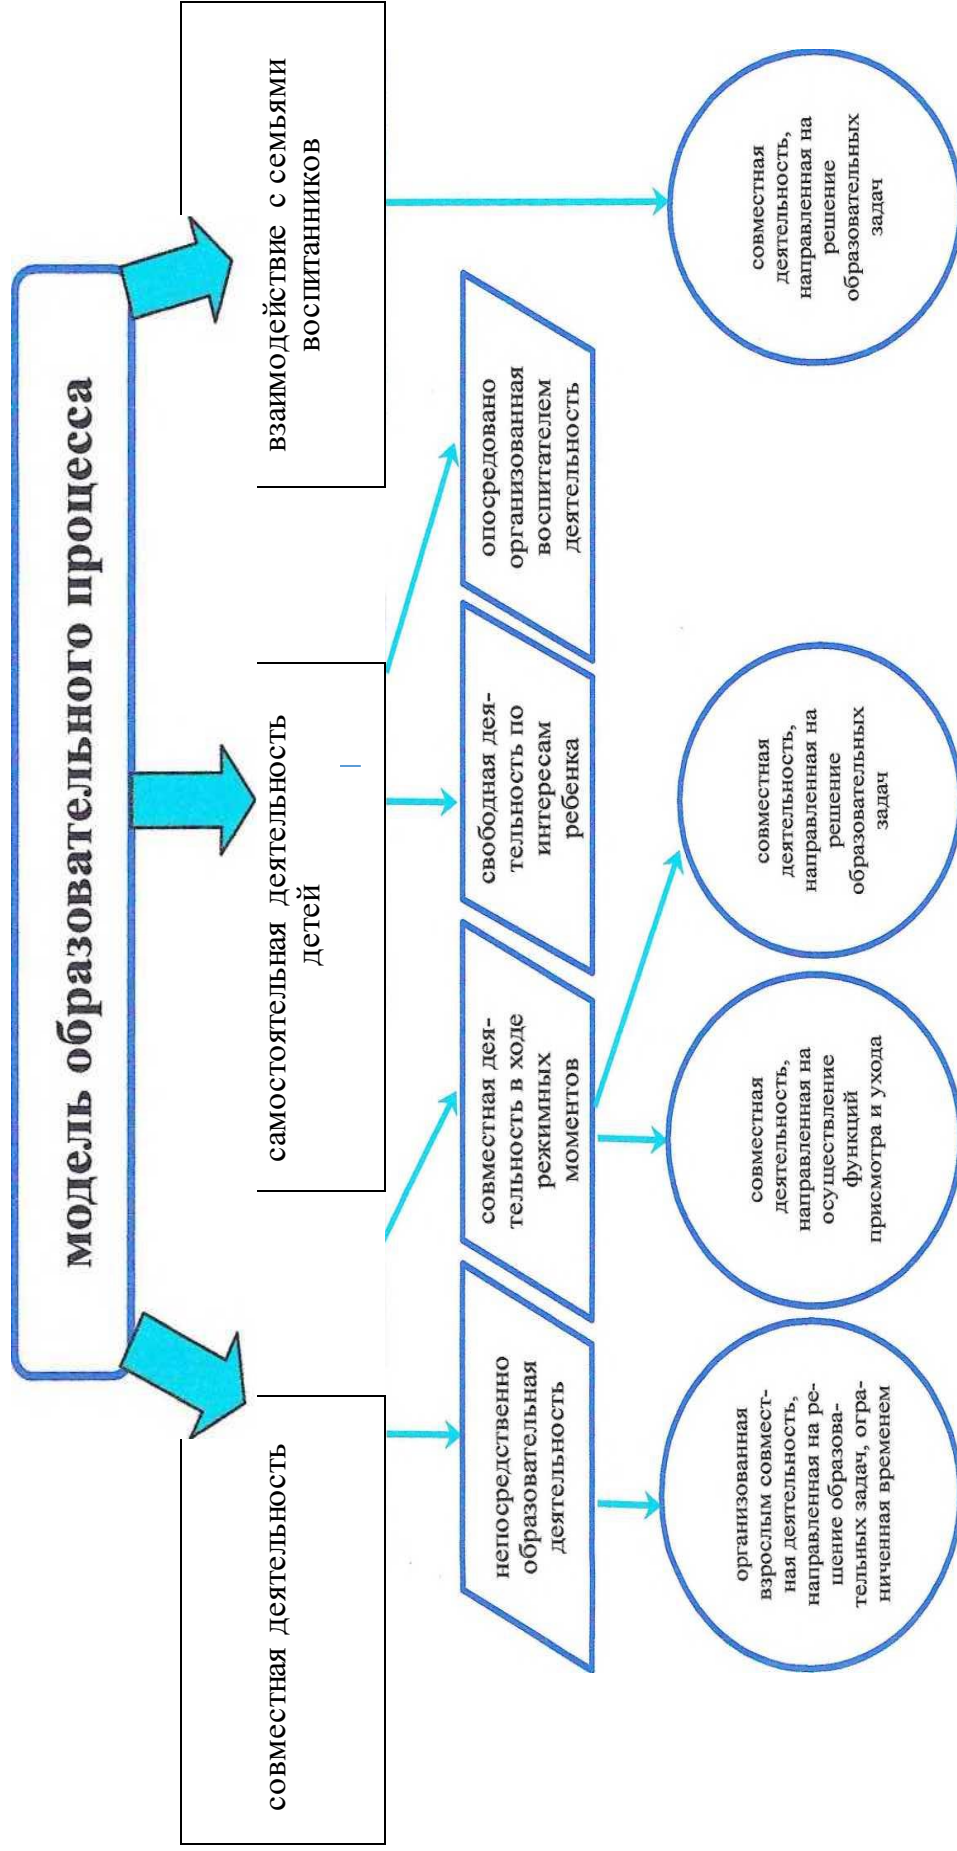 модель образовательного процесса
совместная деятельность
самостоятельная деятельность
детей
взаимодействие с семьями
воспитанников
непосредственно
образовательная
деятельность
совместная дея-
тельность в ходе
режимных
моментов
свободная дея-
тельность по
интересам
ребенка
опосредовано
организованная
воспитателем
деятельность
организованная
взрослым совмест-
ная деятельность,
направленная на ре-
шение образова-
тельных задач, огра-
ниченная временем
совместная
деятельность,
направленная на
осуществление
функций
присмотра и ухода
совместная
деятельность,
направленная на
решение
образовательных
задач
совместная
деятельность,
направленная на
решение
образовательных
задач